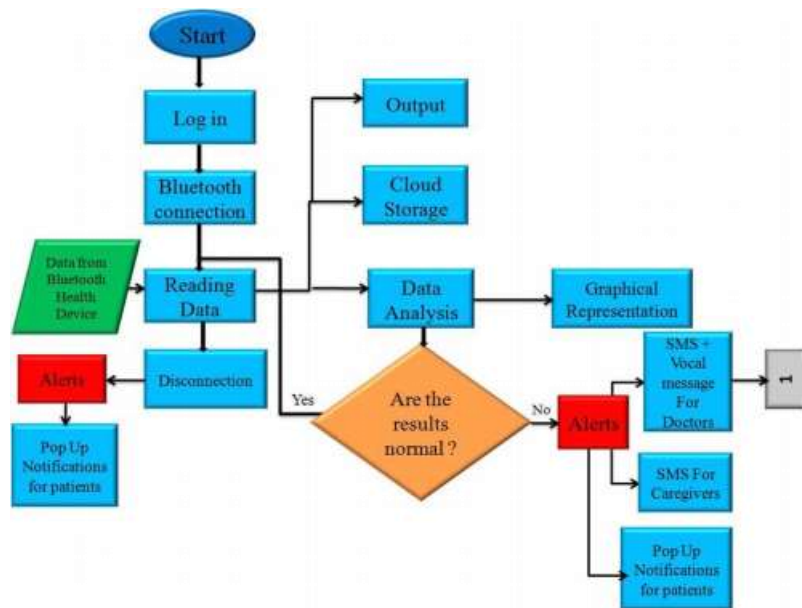 Start
Log in
Output
Bluetooth
connection
Cloud
Storage
Data from
Bluetooth
Health
Device
Reading
Data
Data
Analysis
Graphical
Representation
Alerts
Disconnection
Yes
Are the
results
normal ?
No
Alerts
SMS +
Vocal
message
For
Doctors
1
Pop Up
Notifications
for patients
SMS For
Caregivers
Pop Up
Notifications
for patients